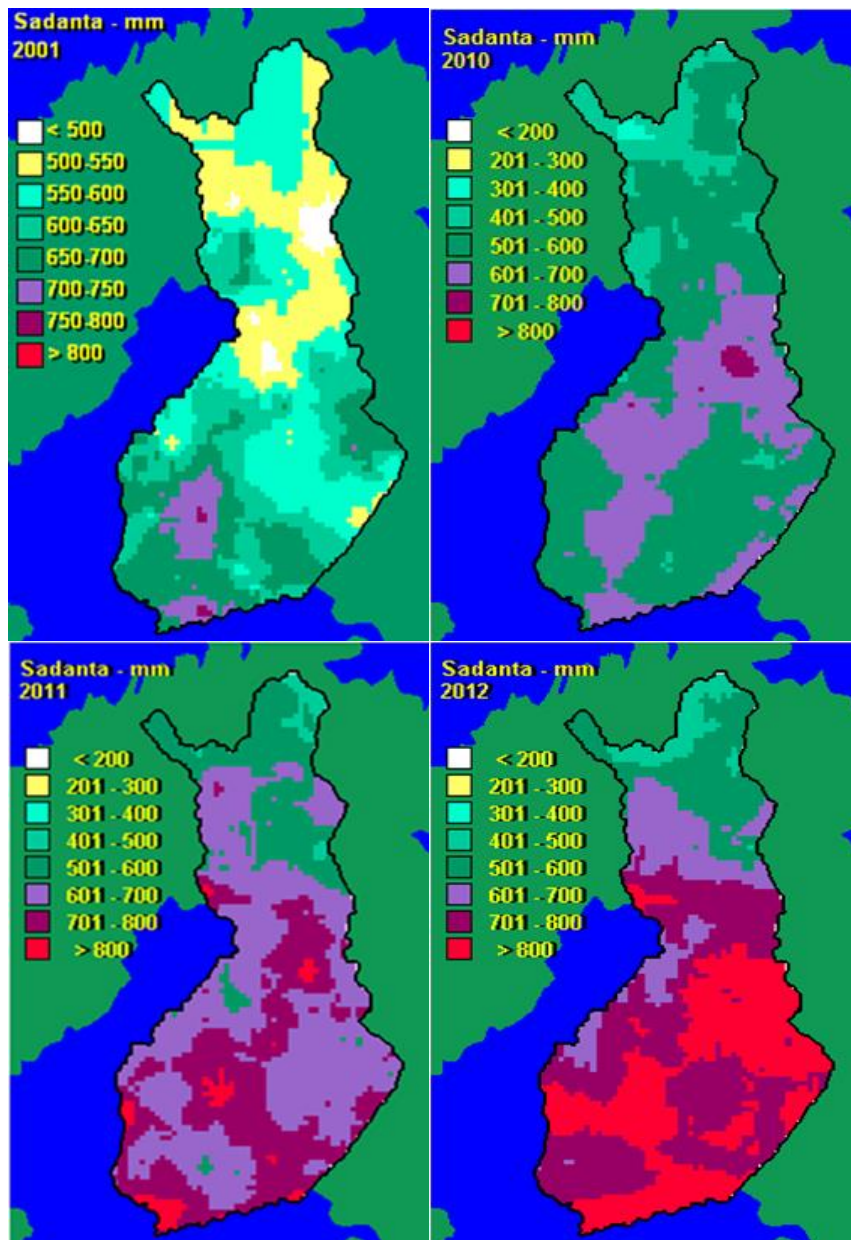 Sadanta - mm
2001
< 500
500-550
550-600
600-650
650-700
700-750
750-800
> 800
Sadanta - mm
2010
< 200
201 - 300
301 - 400
401 - 500
501 - 600
601 - 700
701 - 800
> 800
Sadanta - mm
2011
< 200
201 - 300
301 - 400
401 - 500
501 - 600
601 - 700
701 - 800
> 800
Sadanta - mm
2012
< 200
201 - 300
301 - 400
401 - 500
501 - 600
601 - 700
701 - 800
> 800